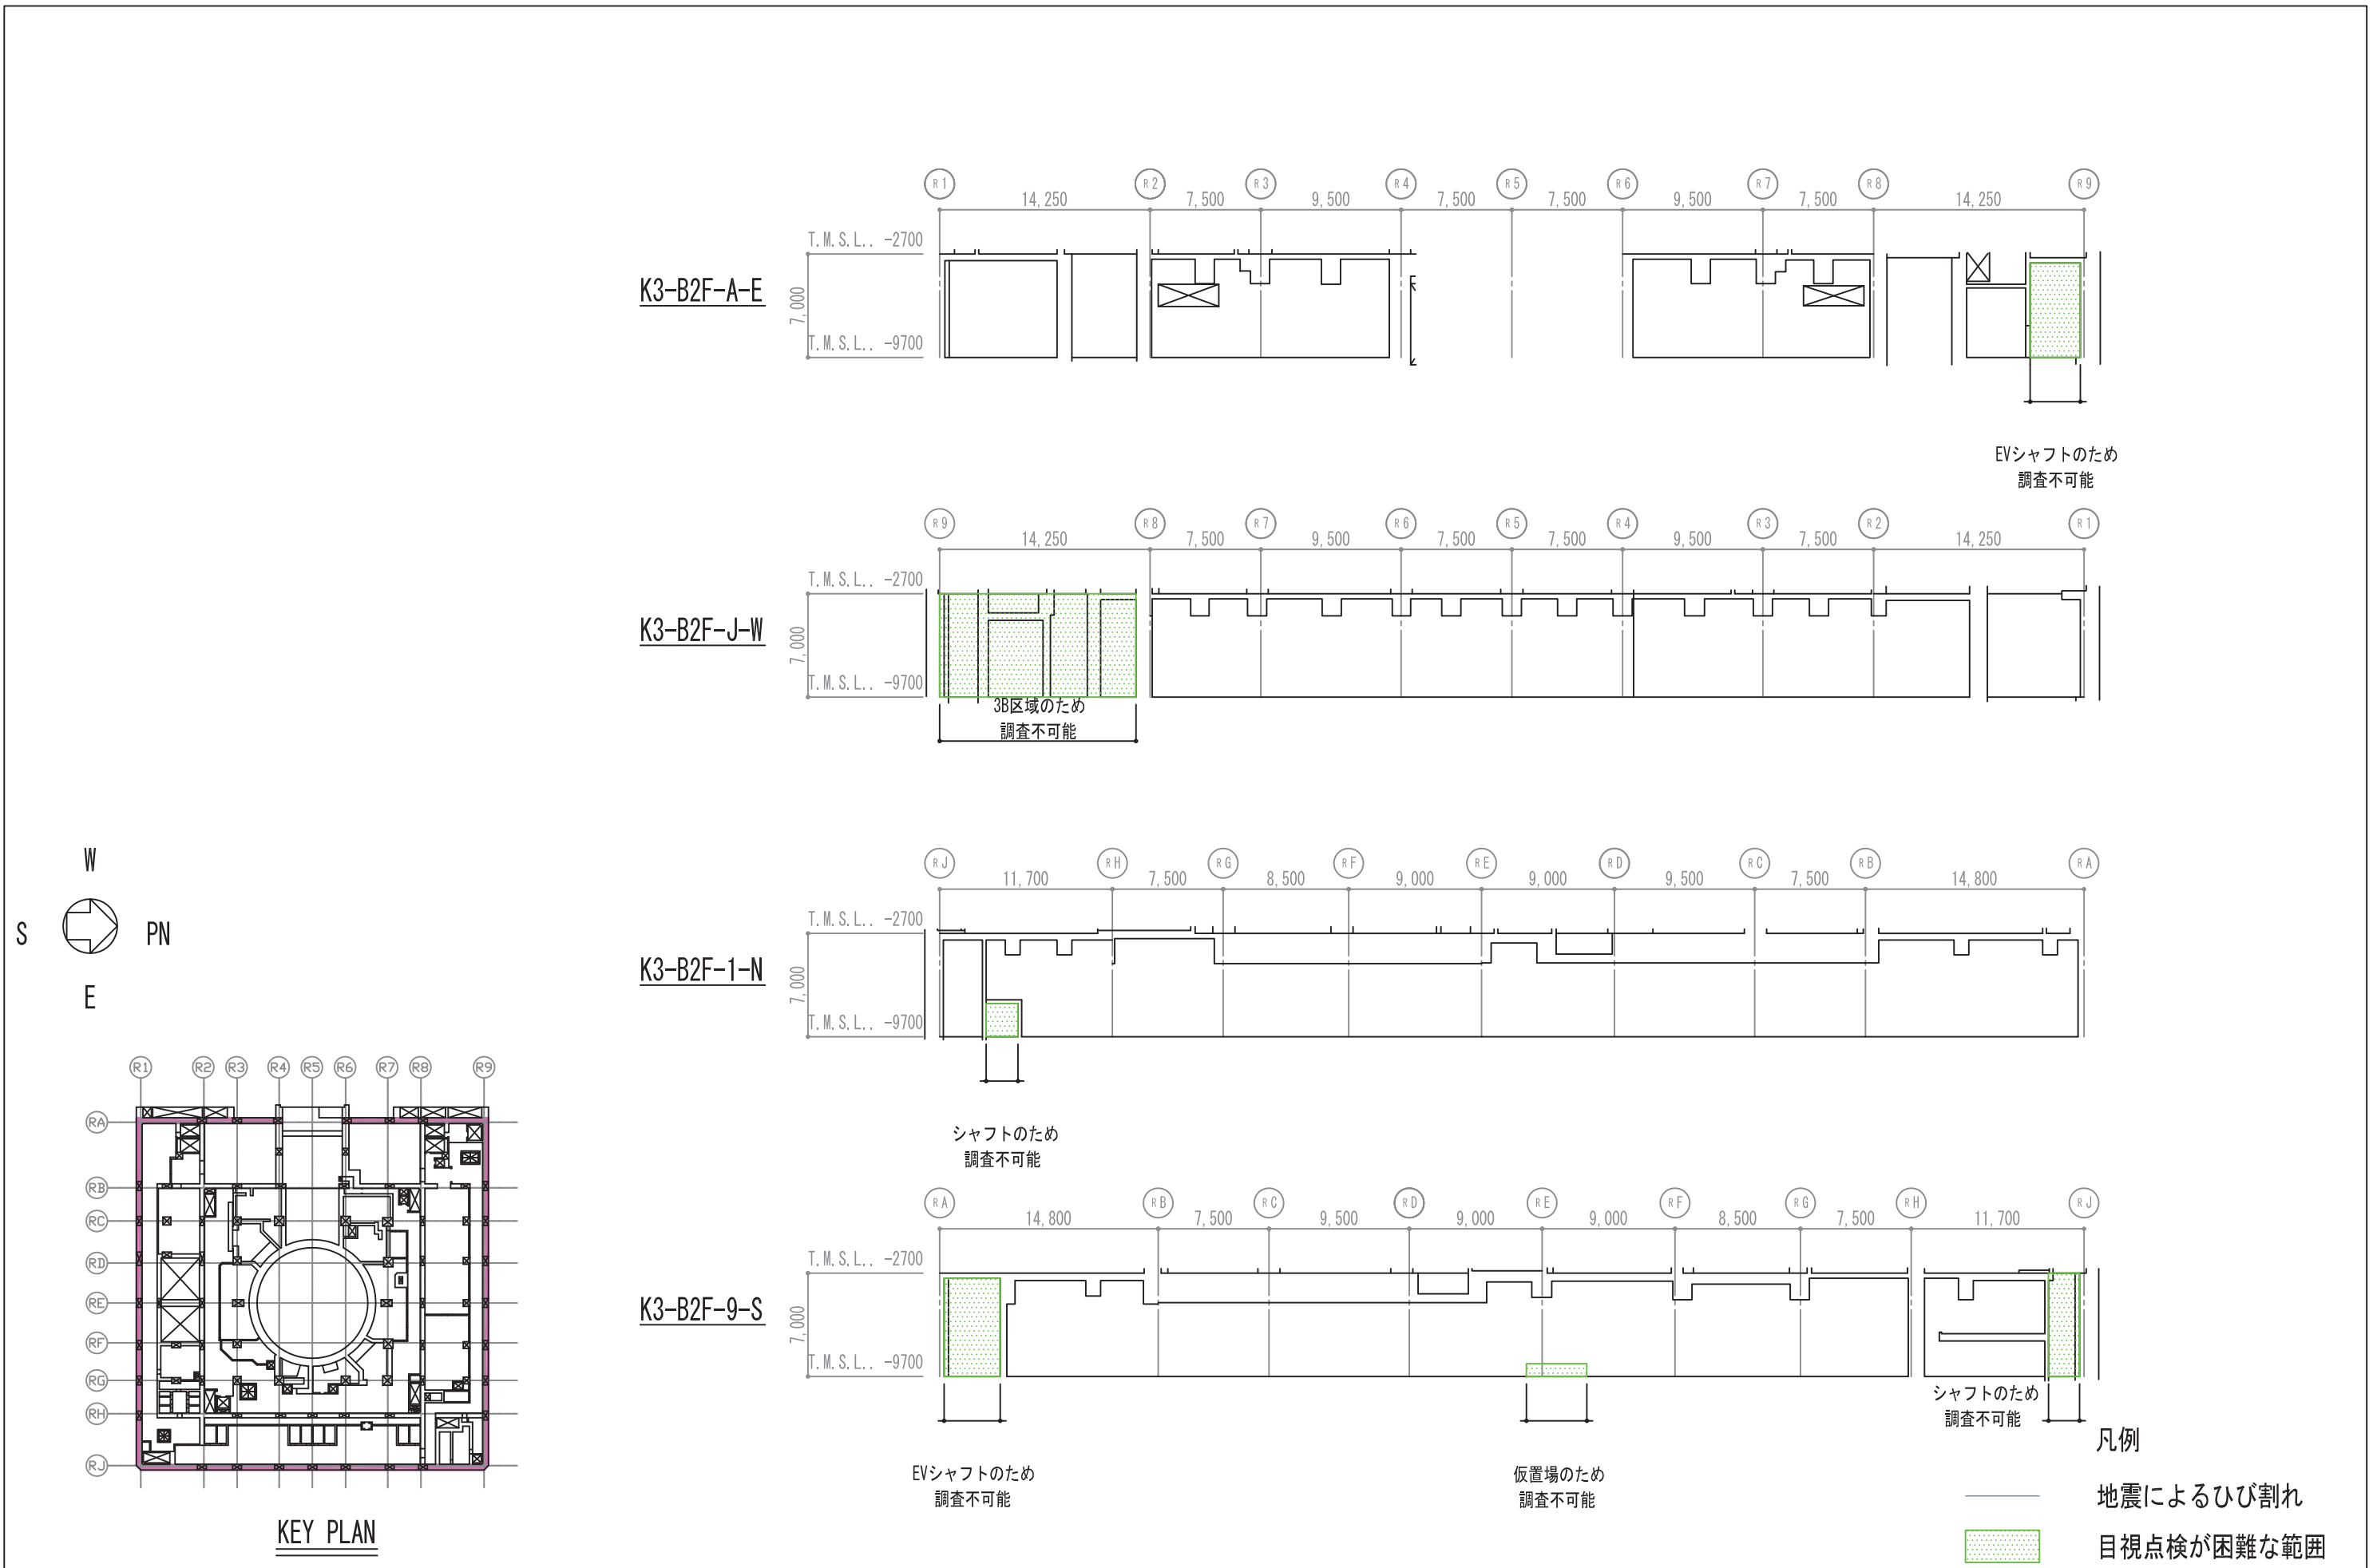 R1 R2 R3 R4 R5 R6 R7 R8 R9
14,250 7,500 9,500 7,500 7,500 9,500 7,500 14,250
T.M.S.L.. -2700
K3-B2F-A-E
7,000
T.M.S.L.. -9700
EVシャフトのため
調査不可能
R9 R8 R7 R6 R5 R4 R3 R2 R1
14,250 7,500 9,500 7,500 7,500 9,500 7,500 14,250
T.M.S.L.. -2700
K3-B2F-J-W
7,000
T.M.S.L.. -9700
3B区域のため
調査不可能
RJ RH RG RF RE RD RC RB RA
11,700 7,500 8,500 9,000 9,000 9,500 7,500 14,800
T.M.S.L.. -2700
K3-B2F-1-N
7,000
T.M.S.L.. -9700
シャフトのため
調査不可能
RA RB RC RD RE RF RG RH RJ
14,800 7,500 9,500 9,000 9,000 8,500 7,500 11,700
T.M.S.L.. -2700
K3-B2F-9-S
7,000
T.M.S.L.. -9700
EVシャフトのため
調査不可能
仮置場のため
調査不可能
シャフトのため
調査不可能
W
S PN
E
R1 R2 R3 R4 R5 R6 R7 R8 R9
RA
RB
RC
RD
RE
RF
RG
RH
RJ
KEY PLAN
凡例
地震によるひび割れ
目視点検が困難な範囲